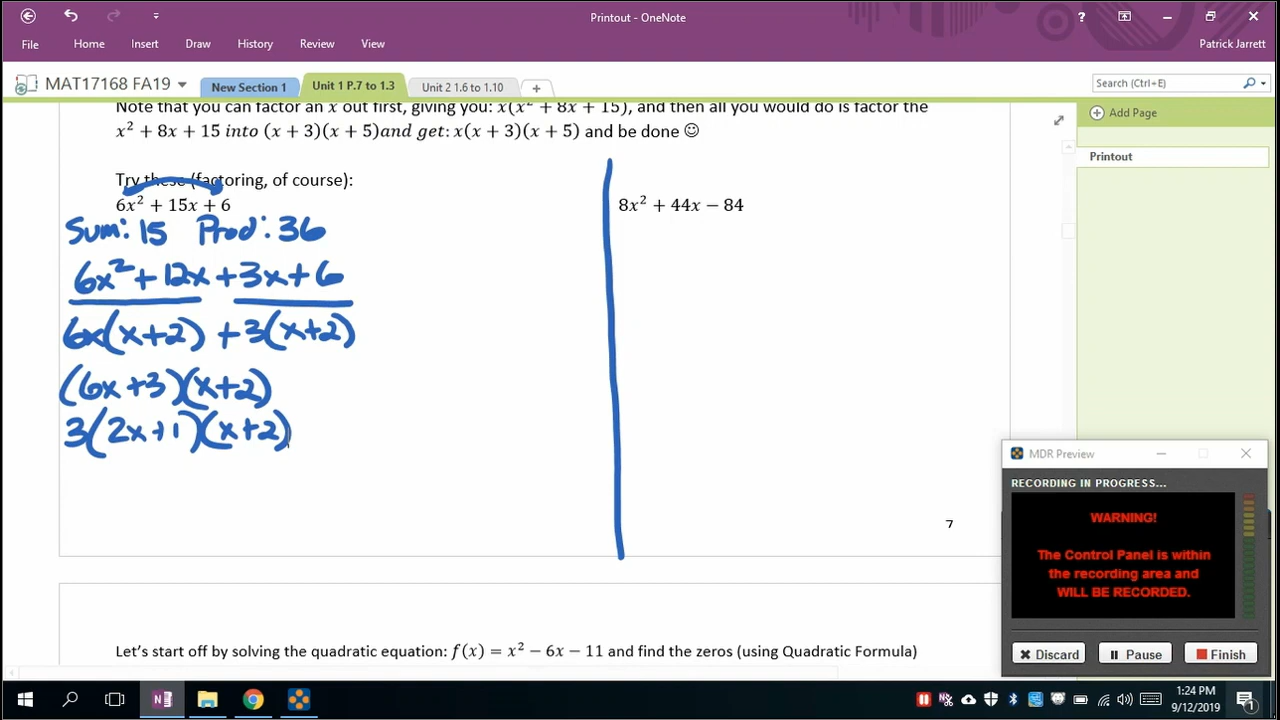 Printout - OneNote
File Home Insert Draw History Review View
Patrick Jarrett
MAT17168 FA19 New Section 1 Unit 1 P.7 to 1.3 Unit 2 1.6 to 1.10
Search (Ctrl+E)
Add Page
Printout
Note that you can factor an x out first, giving you: x(x² + 8x + 15), and then all you would do is factor the
x² + 8x + 15 into (x + 3)(x + 5)and get: x(x + 3)(x + 5) and be done ☺
Try these (factoring, of course):
6x² + 15x + 6
8x² + 44x − 84
Sum: 15 Prod: 36
6x² + 12x + 3x + 6
6x(x+2) + 3(x+2)
(6x+3)(x+2)
3(2x+1)(x+2)
7
Let's start off by solving the quadratic equation: f(x) = x² − 6x − 11 and find the zeros (using Quadratic Formula)
MDR Preview
RECORDING IN PROGRESS...
WARNING!
The Control Panel is within
the recording area and
WILL BE RECORDED.
Discard Pause Finish
1:24 PM
9/12/2019
1